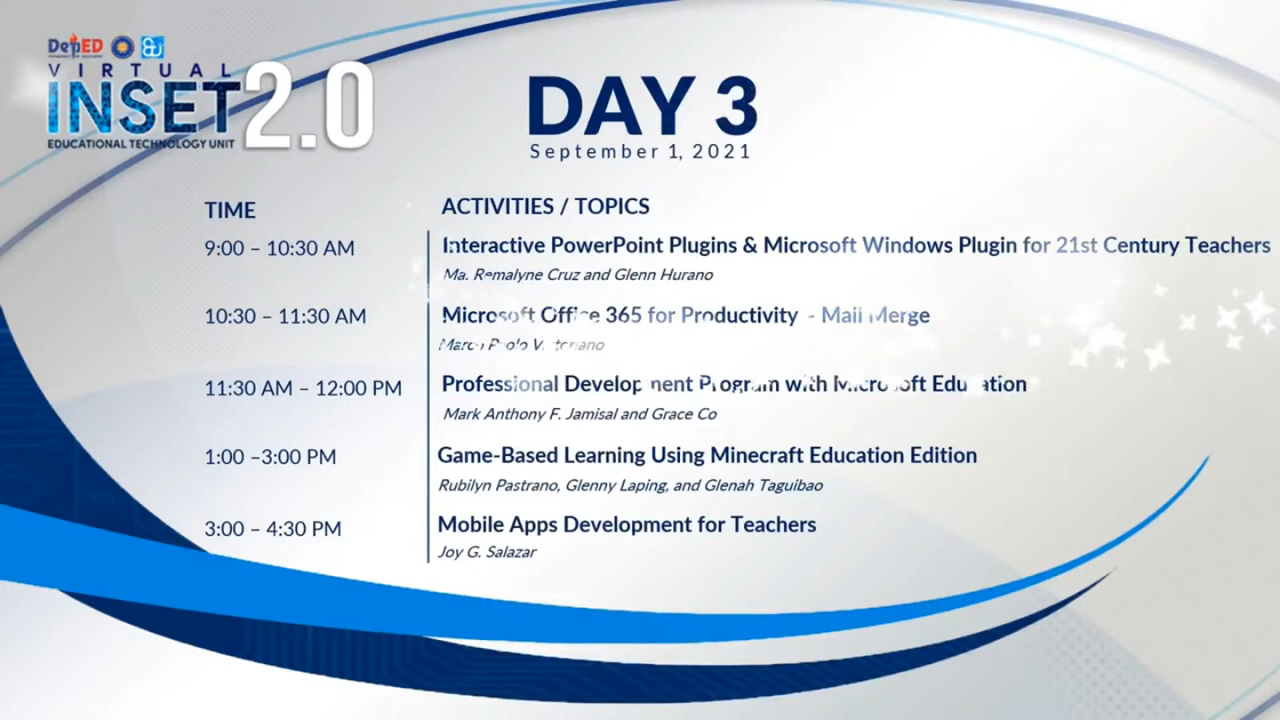 DepED
VIRTUAL
INSET 2.0
EDUCATIONAL TECHNOLOGY UNIT
DAY 3
September 1, 2021
TIME
ACTIVITIES / TOPICS
9:00 – 10:30 AM
Interactive PowerPoint Plugins & Microsoft Windows Plugin for 21st Century Teachers
Ma. Remalyne Cruz and Glenn Hurano
10:30 – 11:30 AM
Microsoft Office 365 for Productivity - Mail Merge
Marco Paolo
11:30 AM – 12:00 PM
Professional Development Program with Microsoft Education
Mark Anthony F. Jamisal and Grace Co
1:00 –3:00 PM
Game-Based Learning Using Minecraft Education Edition
Rubilyn Pastrano, Glenny Laping, and Glenah Taguibao
3:00 – 4:30 PM
Mobile Apps Development for Teachers
Joy G. Salazar